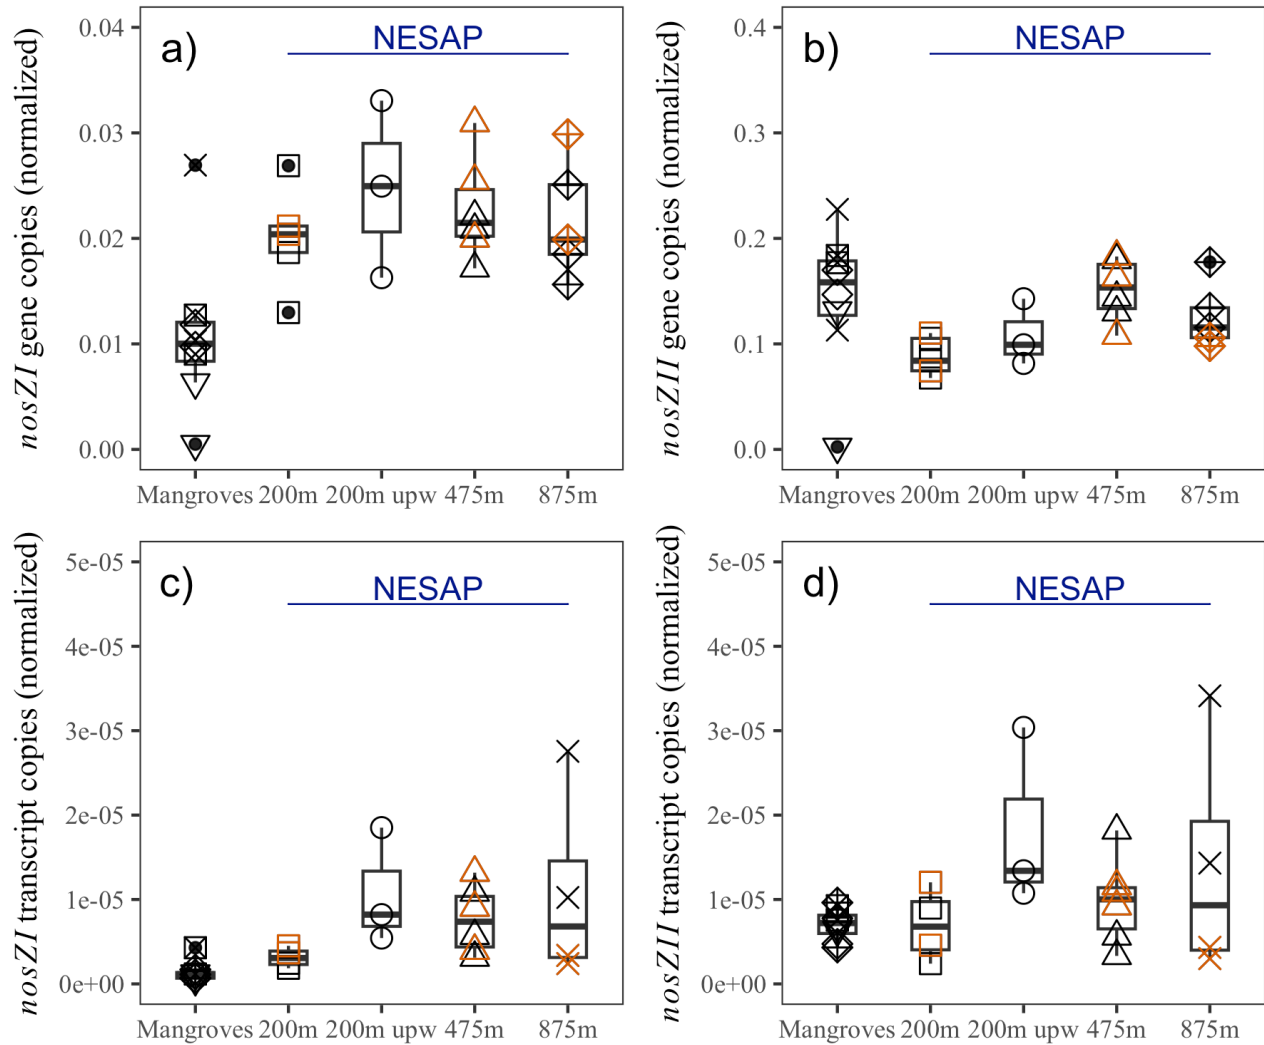 a)
NESAP
nosZI gene copies (normalized)
0.04
0.03
0.02
0.01
0.00
Mangroves 200m 200m upw 475m 875m
b)
NESAP
nosZII gene copies (normalized)
0.4
0.3
0.2
0.1
0.0
Mangroves 200m 200m upw 475m 875m
c)
NESAP
nosZI transcript copies (normalized)
5e-05
4e-05
3e-05
2e-05
1e-05
0e+00
Mangroves 200m 200m upw 475m 875m
d)
NESAP
nosZII transcript copies (normalized)
5e-05
4e-05
3e-05
2e-05
1e-05
0e+00
Mangroves 200m 200m upw 475m 875m